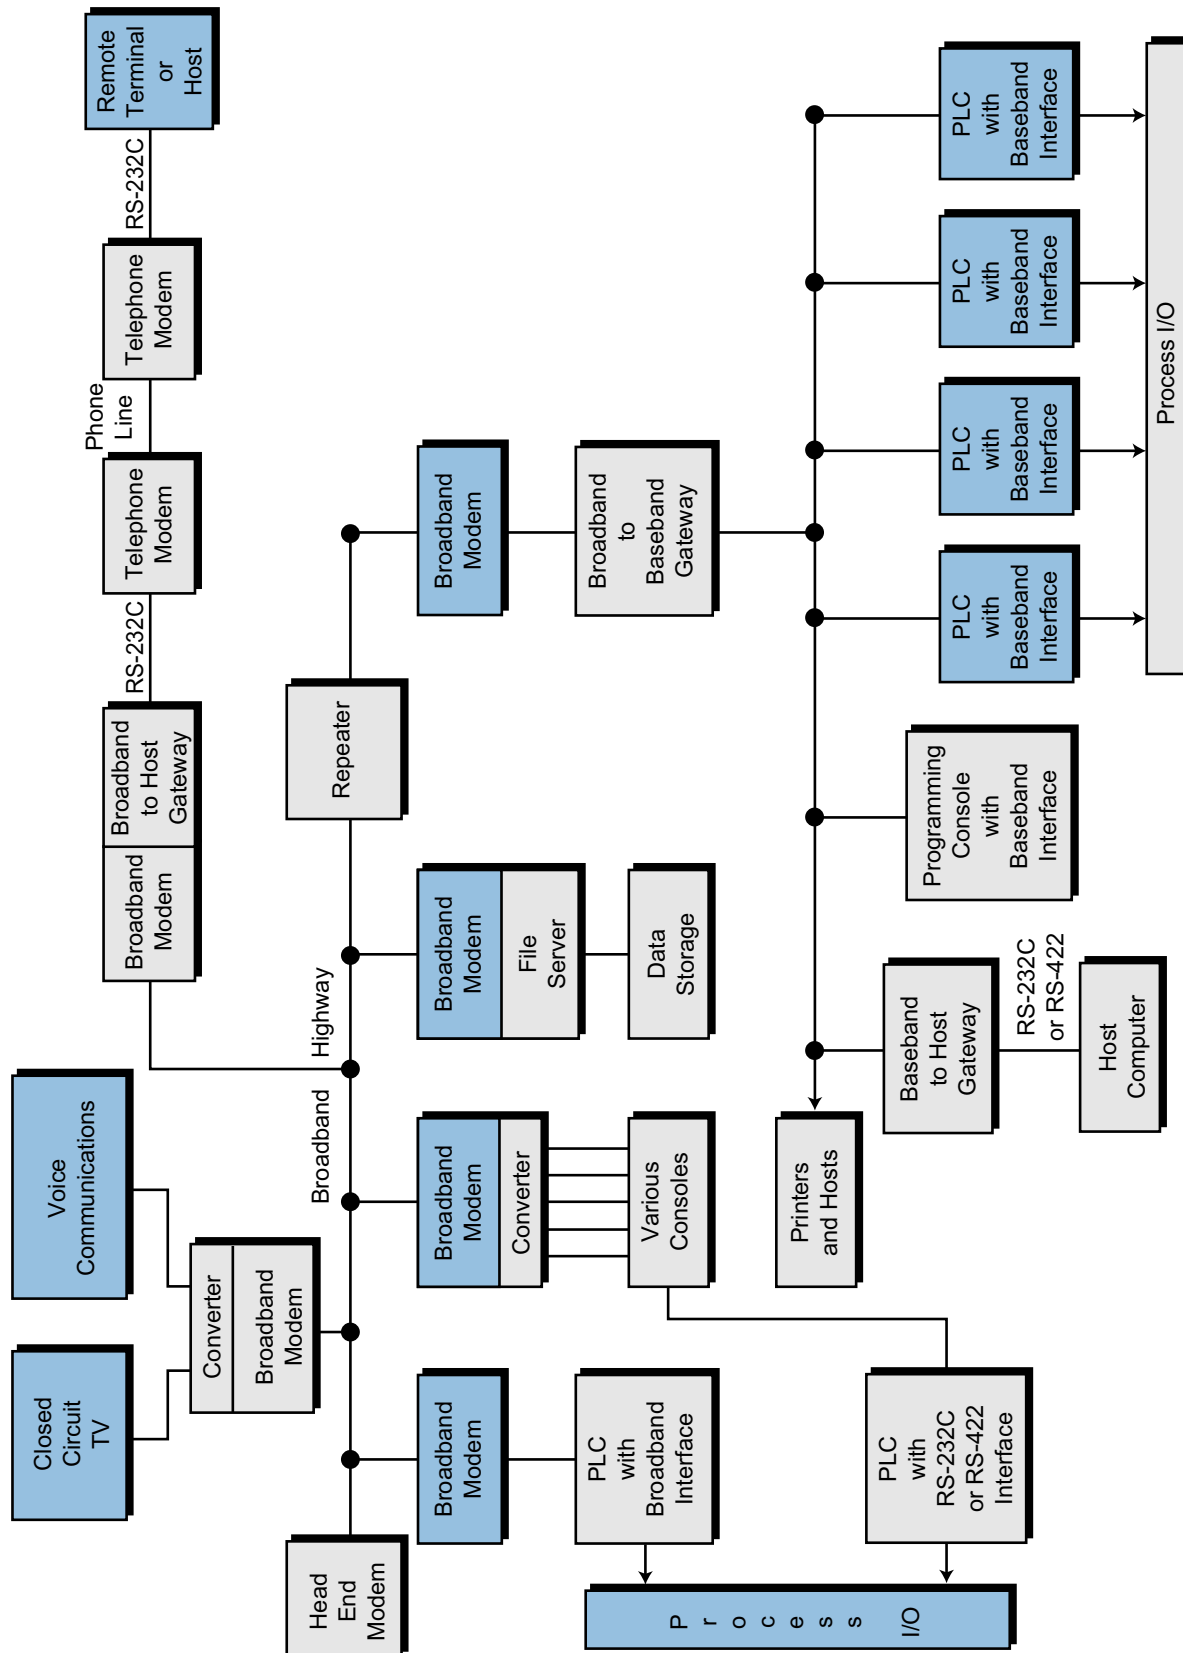 Closed
Circuit
TV
Voice
Communications
Converter
Broadband
Modem
Broadband
Modem
Broadband
to Host
Gateway
RS-232C
Telephone
Modem
Phone
Line
Telephone
Modem
RS-232C
Remote
Terminal
or
Host
Head
End
Modem
Broadband
Highway
Repeater
Broadband
Modem
PLC
with
Broadband
Interface
Broadband
Modem
Converter
Various
Consoles
Broadband
Modem
File
Server
Data
Storage
Broadband
Modem
Broadband
to
Baseband
Gateway
Process I/O
PLC
with
RS-232C
or RS-422
Interface
Printers
and Hosts
Baseband
to Host
Gateway
RS-232C
or RS-422
Host
Computer
Programming
Console
with
Baseband
Interface
PLC
with
Baseband
Interface
PLC
with
Baseband
Interface
PLC
with
Baseband
Interface
PLC
with
Baseband
Interface
Process I/O